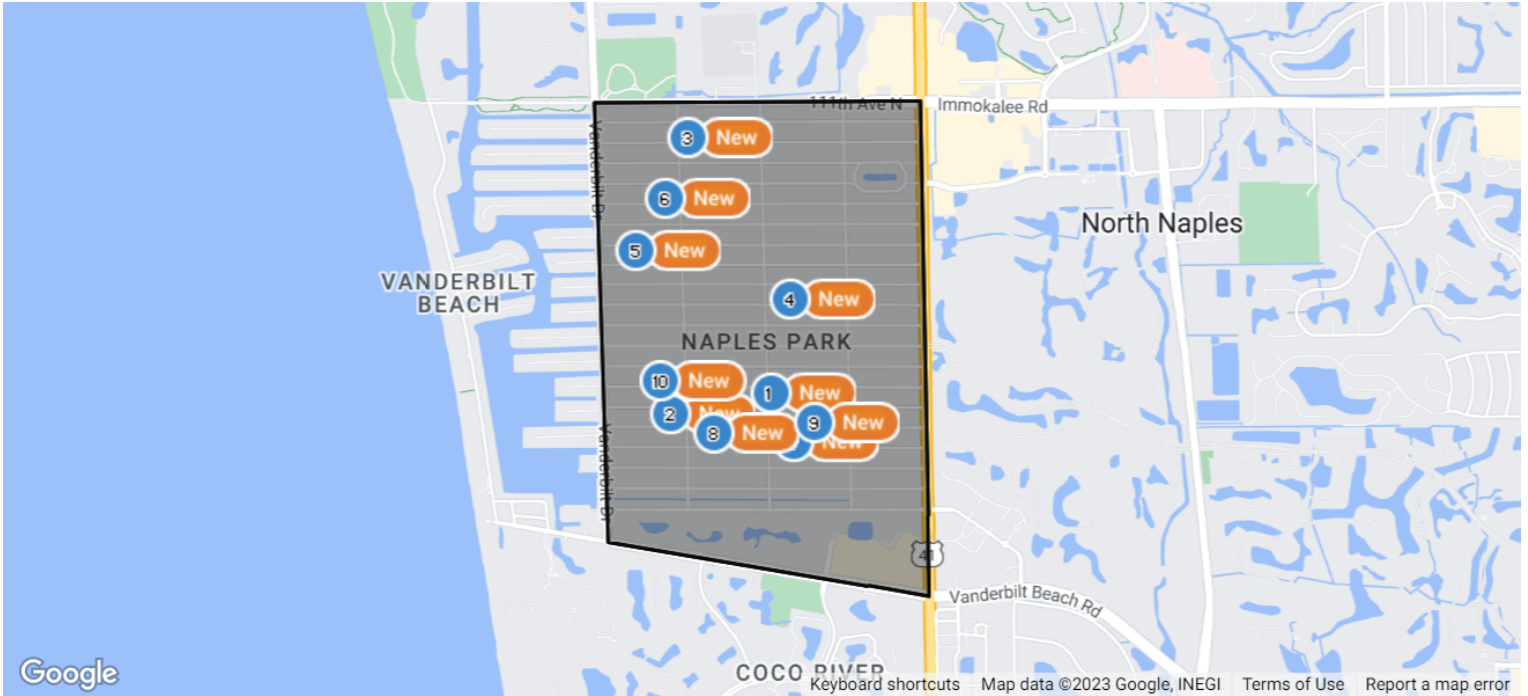 111th Ave N
Immokalee Rd
Vanderbilt Dr
3 New
6 New
North Naples
5 New
VANDERBILT
BEACH
4 New
NAPLES PARK
10 New
1 New
2 New
9 New
8 New
New
Vanderbilt Dr
41
Vanderbilt Beach Rd
COCO RIVER
Google
Keyboard shortcuts Map data ©2023 Google, INEGI Terms of Use Report a map error